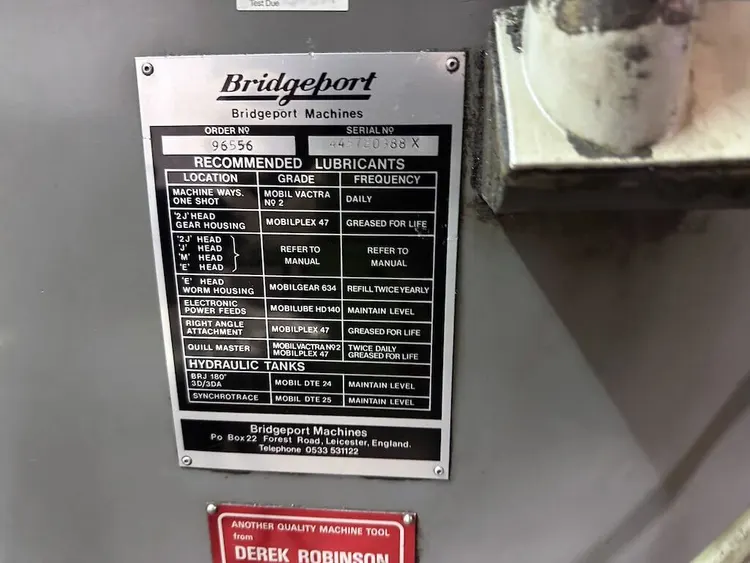 Test Due
Bridgeport
Bridgeport Machines
ORDER Nº SERIAL Nº
96556
RECOMMENDED LUBRICANTS
LOCATION GRADE FREQUENCY
MACHINE WAYS. ONE SHOT MOBIL VACTRA Nº 2 DAILY
'2J' HEAD GEAR HOUSING MOBILPLEX 47 GREASED FOR LIFE
'2J' HEAD
'J' HEAD
'M' HEAD
'E' HEAD
REFER TO MANUAL REFER TO MANUAL
'E' HEAD WORM HOUSING MOBILGEAR 634 REFILL TWICE YEARLY
ELECTRONIC POWER FEEDS MOBILUBE HD140 MAINTAIN LEVEL
RIGHT ANGLE ATTACHMENT MOBILPLEX 47 GREASED FOR LIFE
QUILL MASTER MOBIL VACTRA Nº2 MOBILPLEX 47 TWICE DAILY GREASED FOR LIFE
HYDRAULIC TANKS
BRJ 180° 3D/3DA MOBIL DTE 24 MAINTAIN LEVEL
SYNCHROTRACE MOBIL DTE 25 MAINTAIN LEVEL
Bridgeport Machines
Po Box 22 Forest Road, Leicester, England.
Telephone 0533 531122
ANOTHER QUALITY MACHINE TOOL
from
DEREK ROBINSON